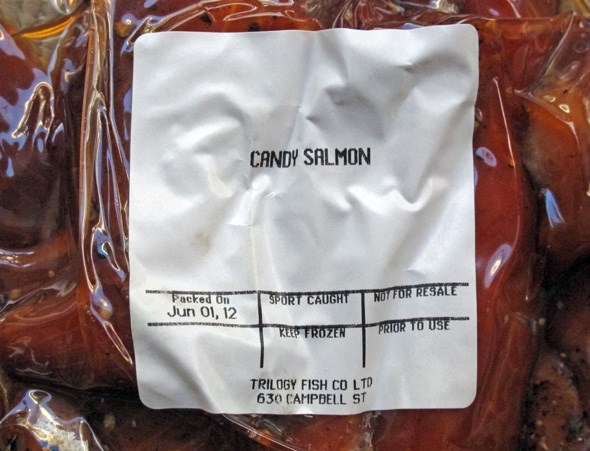 CANDY SALMON
Packed On SPORT CAUGHT NOT FOR RESALE
Jun 01, 12
KEEP FROZEN PRIOR TO USE
TRILOGY FISH CO LTD
630 CAMPBELL ST